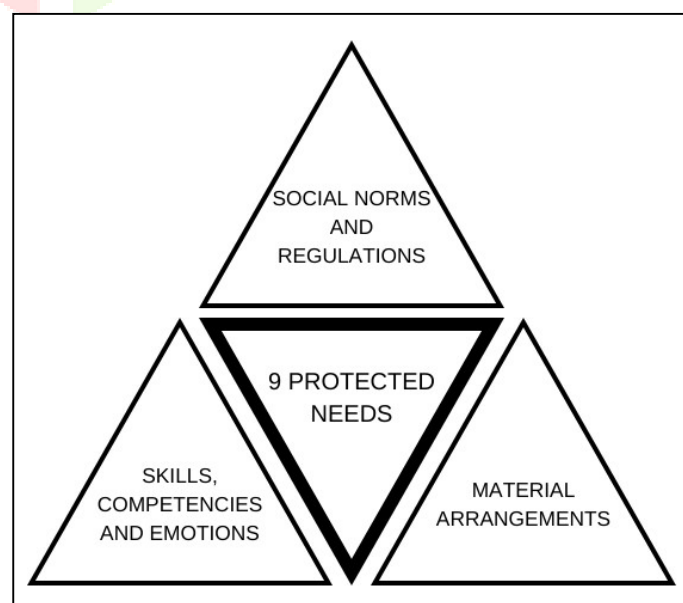 SOCIAL NORMS
AND
REGULATIONS
9 PROTECTED
NEEDS
SKILLS,
COMPETENCIES
AND EMOTIONS
MATERIAL
ARRANGEMENTS